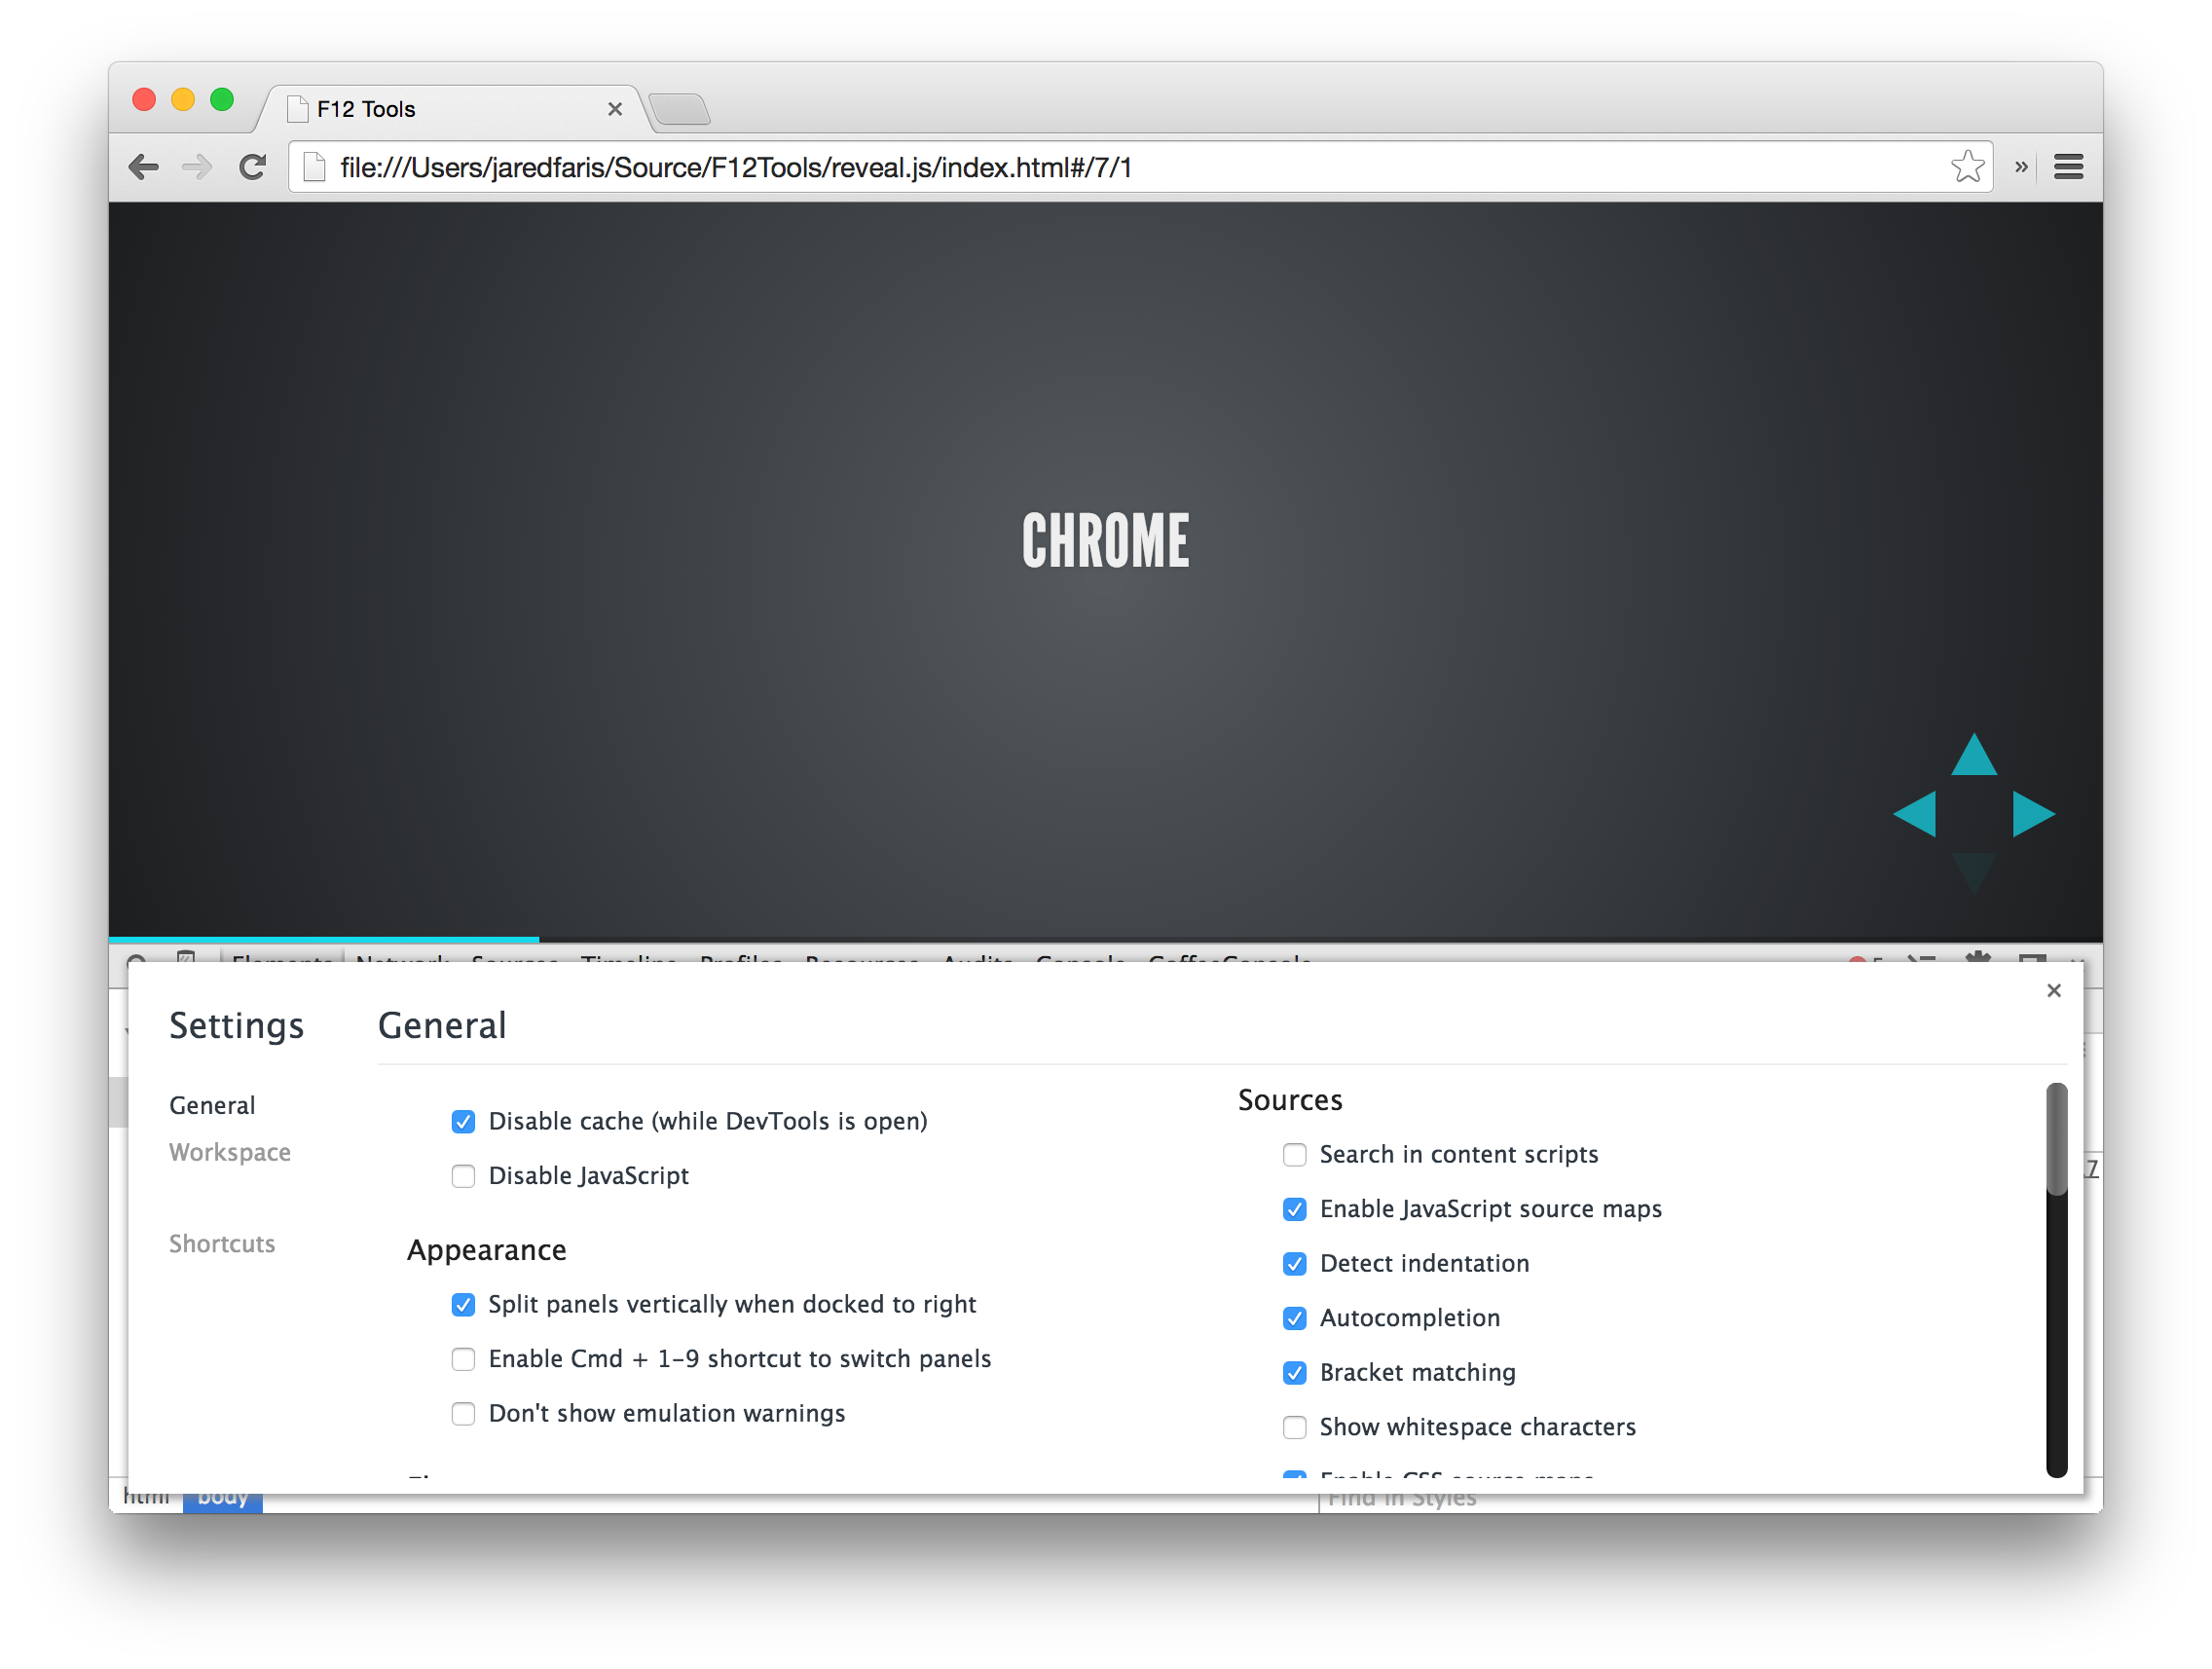 F12 Tools
file:///Users/jaredfaris/Source/F12Tools/reveal.js/index.html#/7/1
CHROME
Elements Network Sources Timeline Profiles Resources Audits Console CoffeeConsole
Settings
General
Workspace
Shortcuts
General
Disable cache (while DevTools is open)
Disable JavaScript
Appearance
Split panels vertically when docked to right
Enable Cmd + 1-9 shortcut to switch panels
Don't show emulation warnings
Sources
Search in content scripts
Enable JavaScript source maps
Detect indentation
Autocompletion
Bracket matching
Show whitespace characters
Enable CSS source maps
html body
Find in Styles